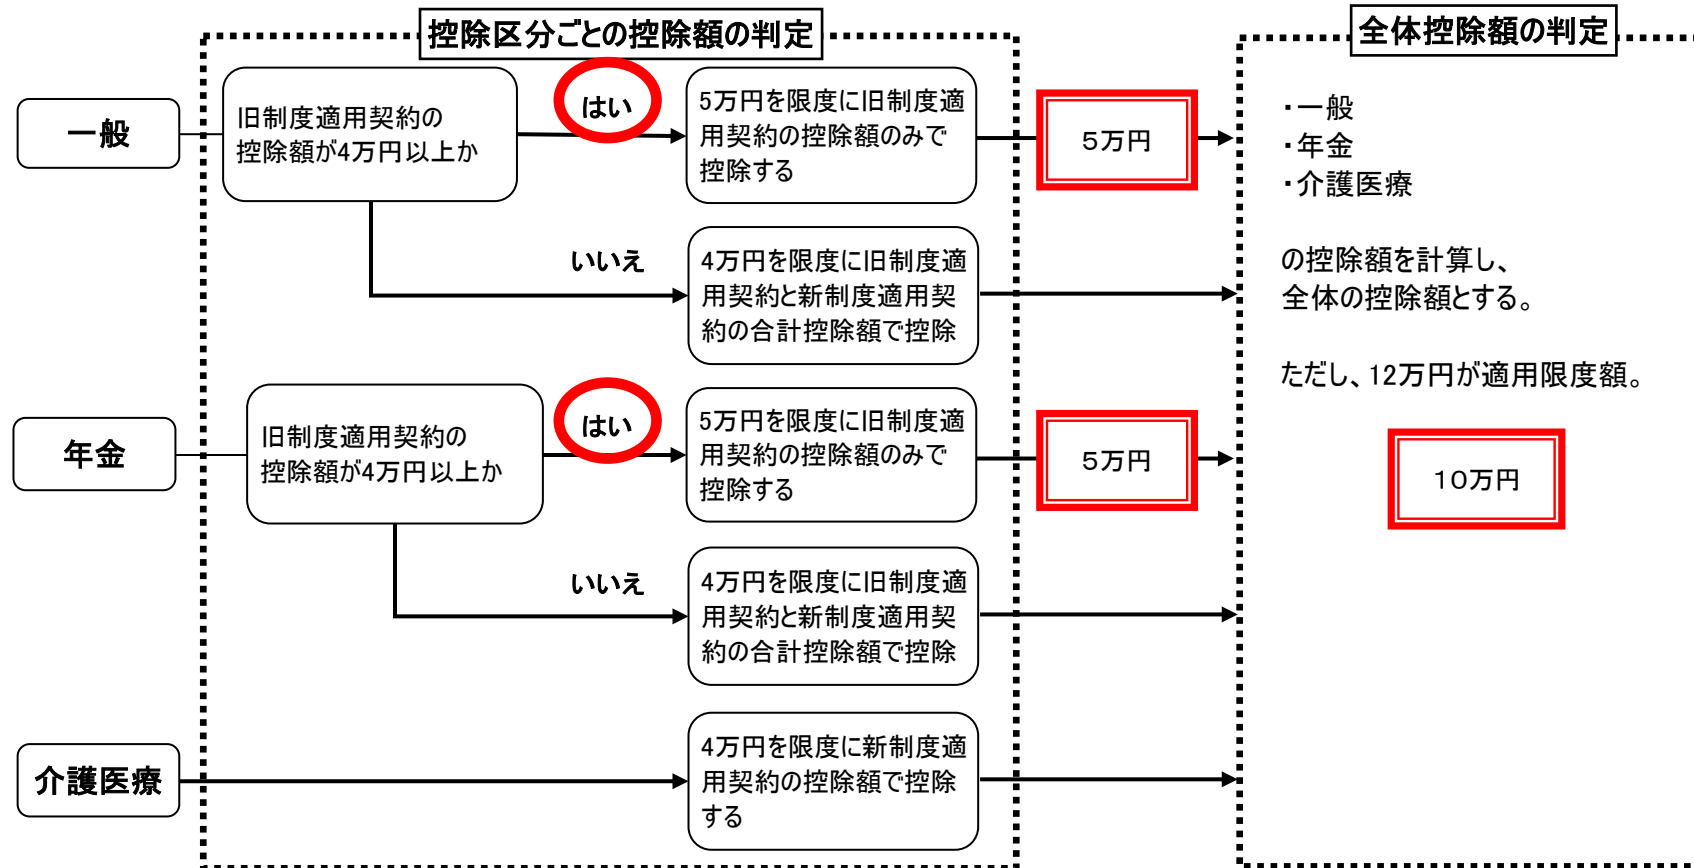 控除区分ごとの控除額の判定
全体控除額の判定
一般
旧制度適用契約の
控除額が4万円以上か
はい
5万円を限度に旧制度適
用契約の控除額のみで
控除する
５万円
いいえ
4万円を限度に旧制度適
用契約と新制度適用契
約の合計控除額で控除
年金
旧制度適用契約の
控除額が4万円以上か
はい
5万円を限度に旧制度適
用契約の控除額のみで
控除する
５万円
いいえ
4万円を限度に旧制度適
用契約と新制度適用契
約の合計控除額で控除
介護医療
4万円を限度に新制度適
用契約の控除額で控除
する
・一般
・年金
・介護医療
の控除額を計算し、
全体の控除額とする。
ただし、12万円が適用限度額。
１０万円